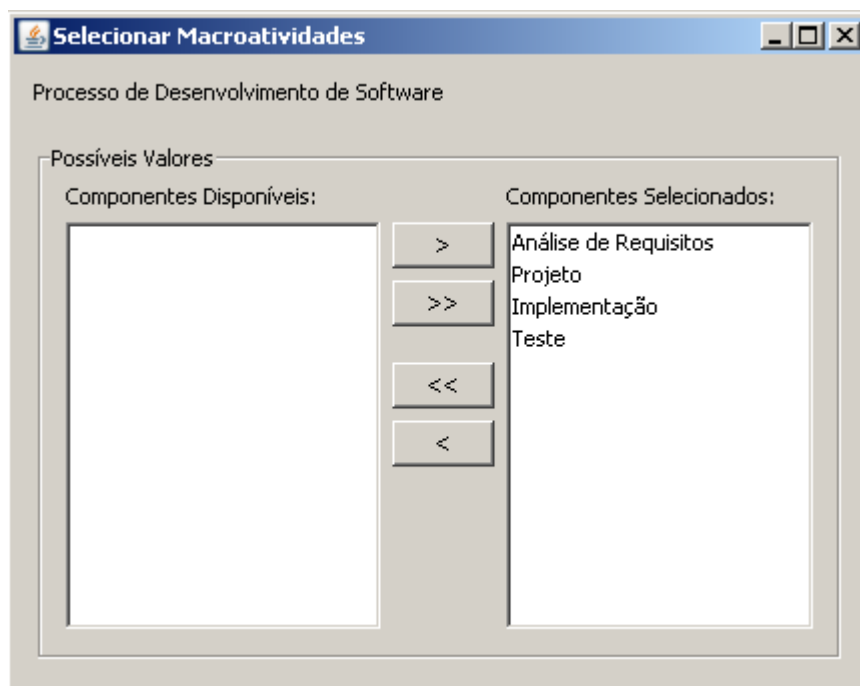 Selecionar Macroatividades
Processo de Desenvolvimento de Software
Possíveis Valores
Componentes Disponíveis:
Componentes Selecionados:
>
>>
<<
<
Análise de Requisitos
Projeto
Implementação
Teste